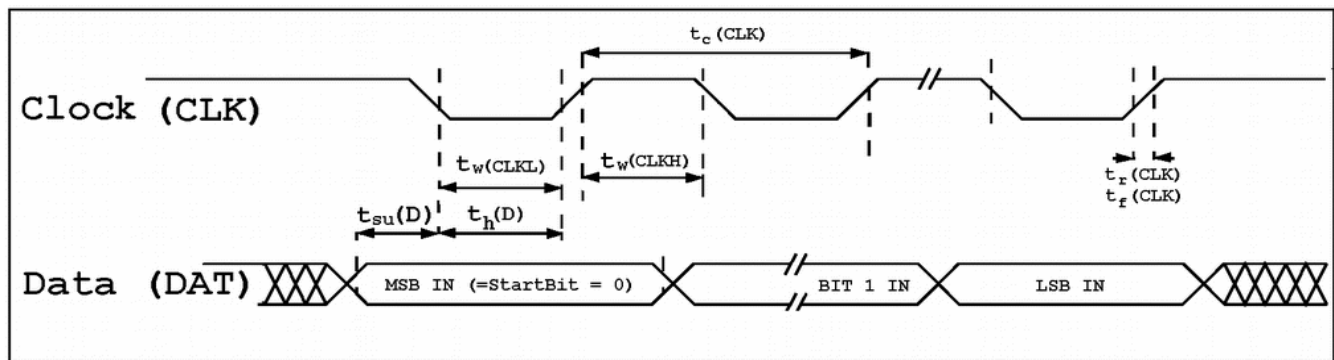 tc(CLK)
Clock (CLK)
tw(CLKL)
tw(CLKH)
tr(CLK)
tf(CLK)
tsu(D)
th(D)
Data (DAT)
MSB IN (=StartBit = 0)
BIT 1 IN
LSB IN